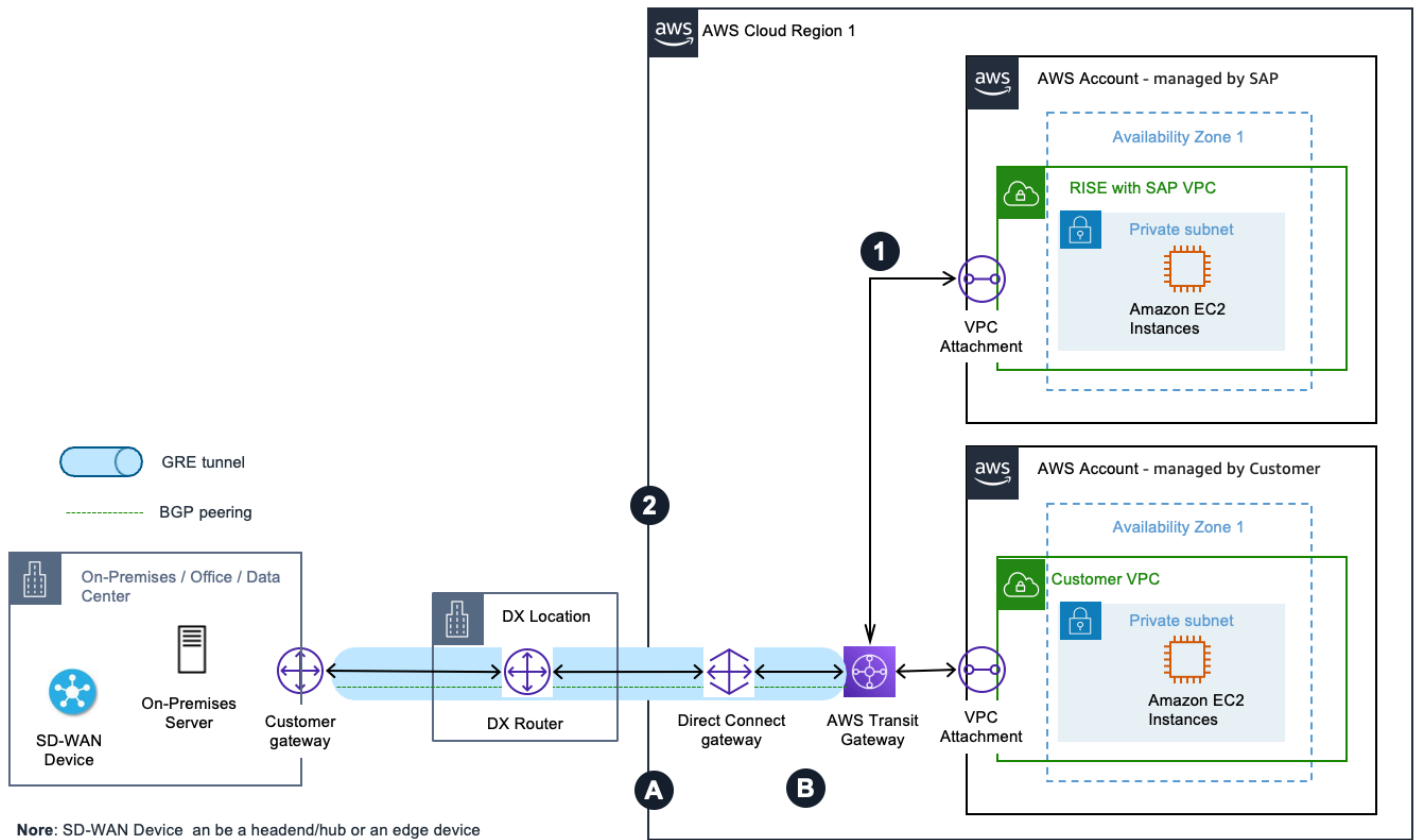 aws
AWS Cloud Region 1
aws
AWS Account - managed by SAP
Availability Zone 1
RISE with SAP VPC
Private subnet
Amazon EC2
Instances
1
VPC
Attachment
aws
AWS Account - managed by Customer
Availability Zone 1
Customer VPC
Private subnet
Amazon EC2
Instances
VPC
Attachment
GRE tunnel
BGP peering
2
On-Premises / Office / Data
Center
On-Premises
Server
SD-WAN
Device
Customer
gateway
DX Location
DX Router
Direct Connect
gateway
AWS Transit
Gateway
A
B
Nore: SD-WAN Device an be a headend/hub or an edge device